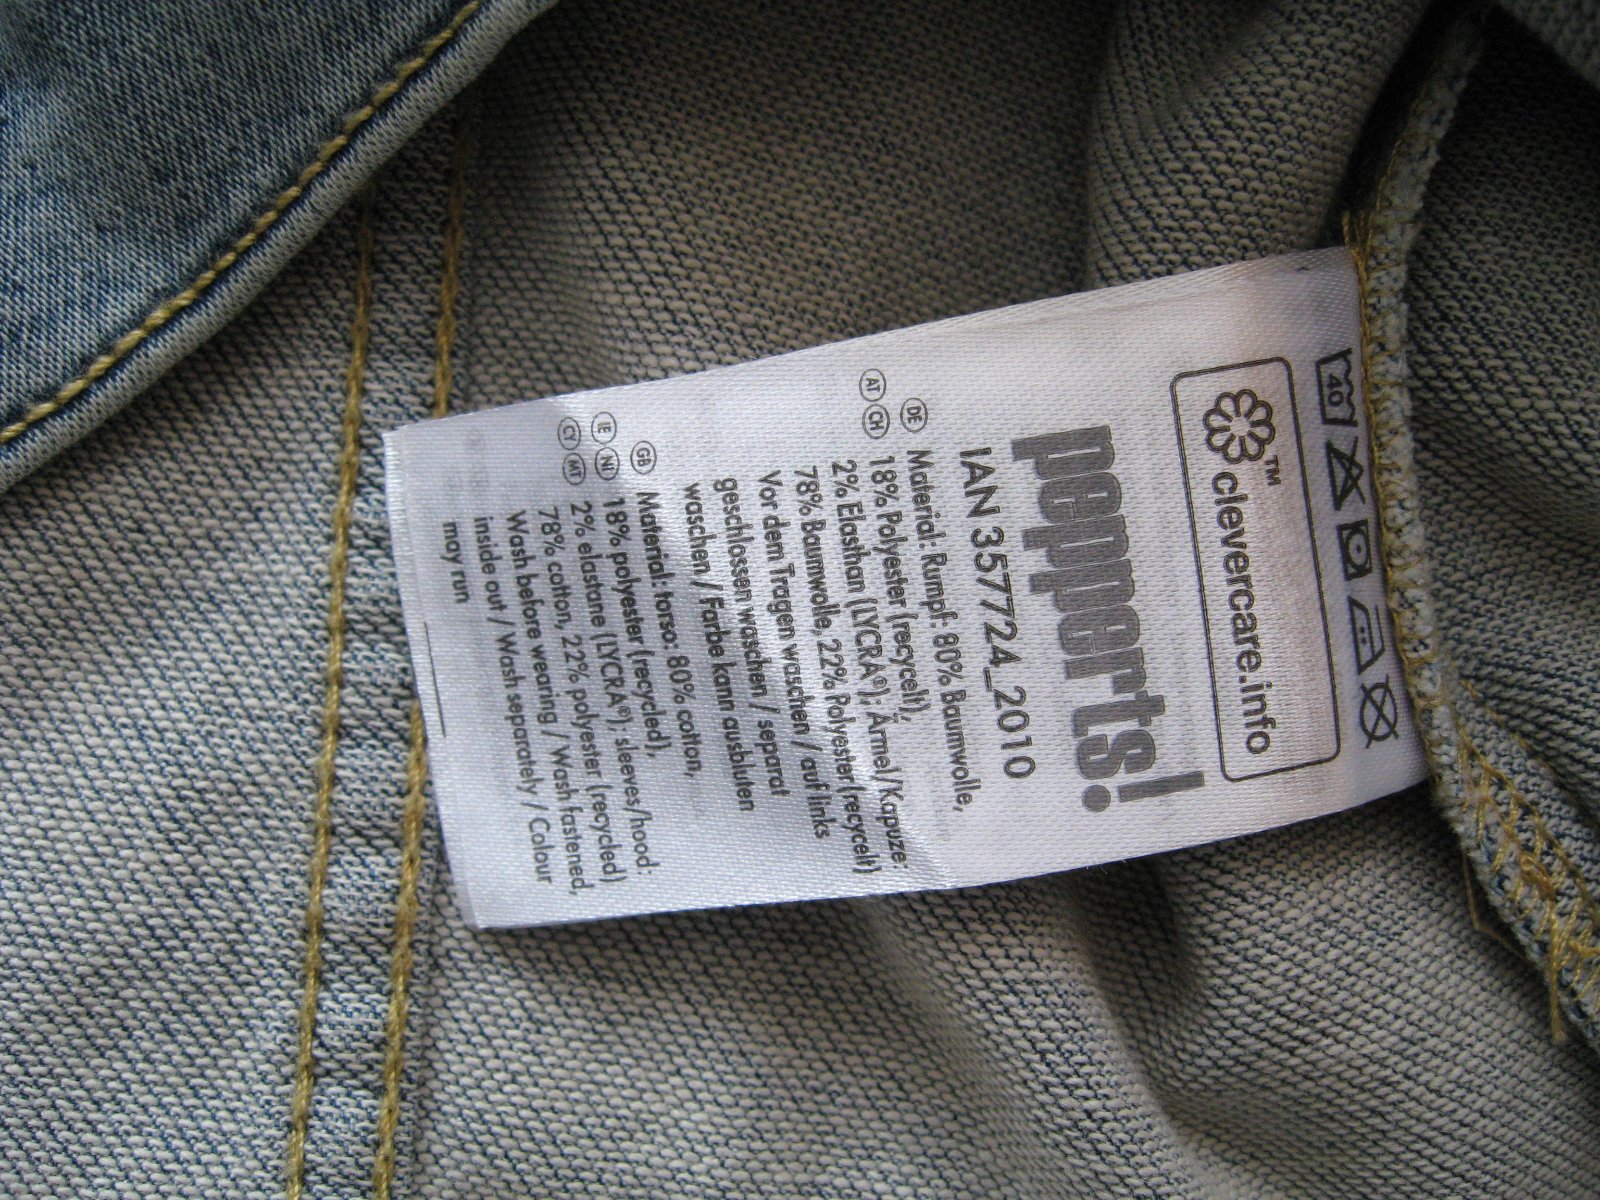 40
clevercare.info
TM
pepperts!
IAN 357724_2010
DE AT CH
Material: Rumpf: 80% Baumwolle,
18% Polyester (recycelt),
2% Elasthan (LYCRA®); Ärmel/Kapuze:
78% Baumwolle, 22% Polyester (recycelt)
Vor dem Tragen waschen / auf links
geschlossen waschen / separat
waschen / Farbe kann ausbluten
GB IE NI CY MT
Material: torso: 80% cotton,
18% polyester (recycled),
2% elastane (LYCRA®); sleeves/hood:
78% cotton, 22% polyester (recycled)
Wash before wearing / Wash fastened,
inside out / Wash separately / Colour
may run